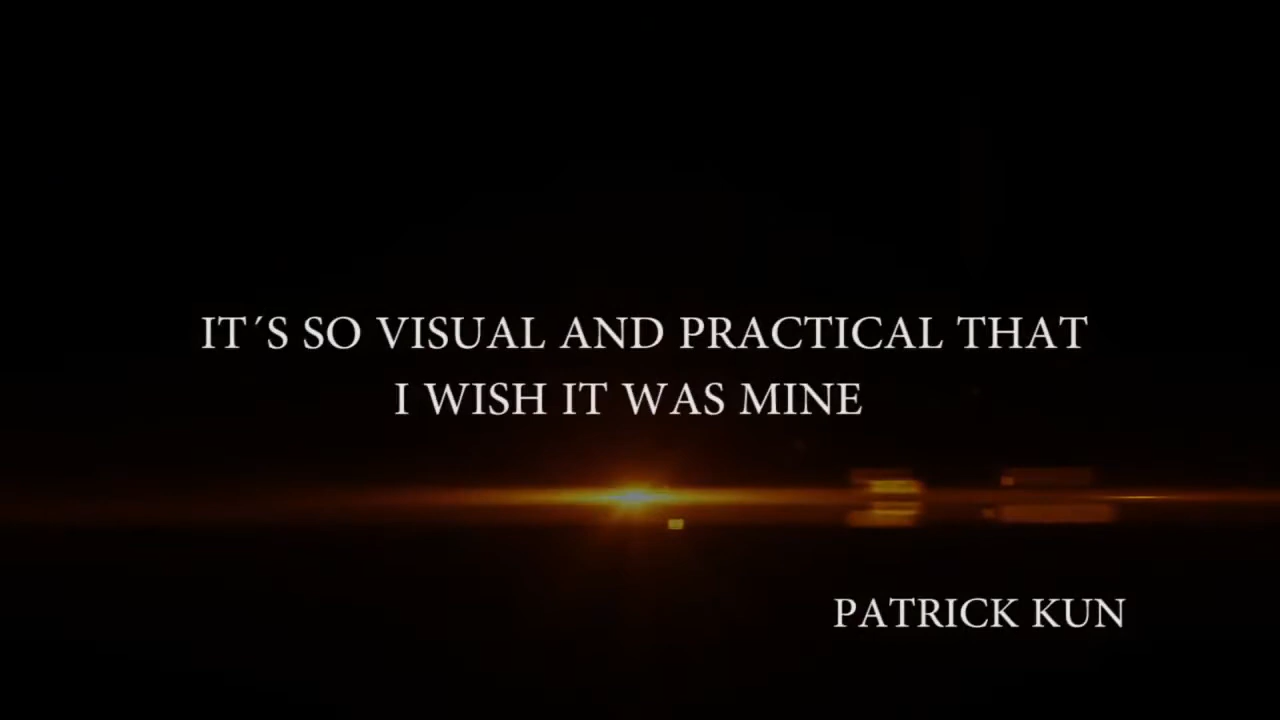 IT´S SO VISUAL AND PRACTICAL THAT
I WISH IT WAS MINE
PATRICK KUN